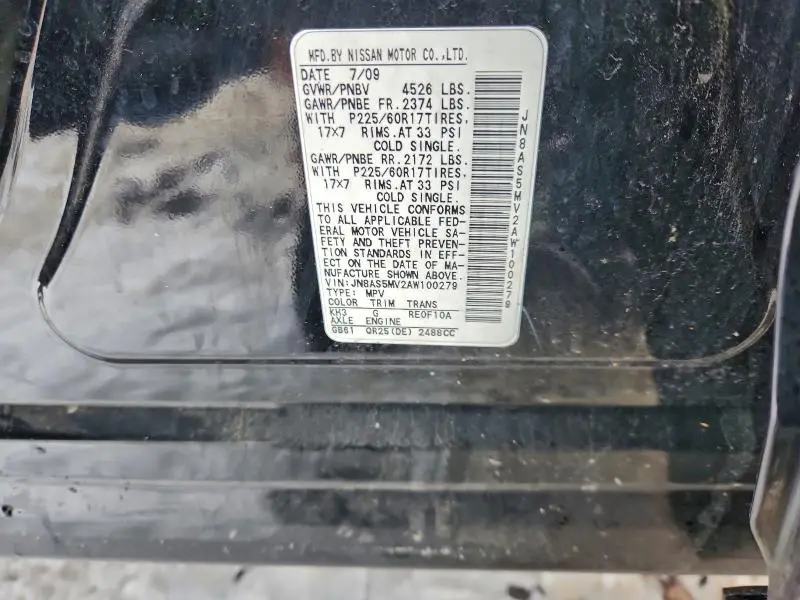 MFD.BY NISSAN MOTOR CO.,LTD.
DATE 7/09
GVWR/PNBV 4526 LBS.
GAWR/PNBE FR.2374 LBS.
WITH P225/60R17TIRES,
17×7 RIMS.AT 33 PSI
COLD SINGLE.
GAWR/PNBE RR.2172 LBS.
WITH P225/60R17TIRES,
17×7 RIMS.AT 33 PSI
COLD SINGLE.
THIS VEHICLE CONFORMS
TO ALL APPLICABLE FED-
ERAL MOTOR VEHICLE SA-
FETY AND THEFT PREVEN-
TION STANDARDS IN EFF-
ECT ON THE DATE OF MA-
NUFACTURE SHOWN ABOVE.
VIN:JN8AS5MV2AW100279
TYPE: MPV
COLOR TRIM TRANS
KH3 G RE0F10A
AXLE ENGINE
GB61 QR25(DE) 2488CC
JN8AS5MV2AW100279